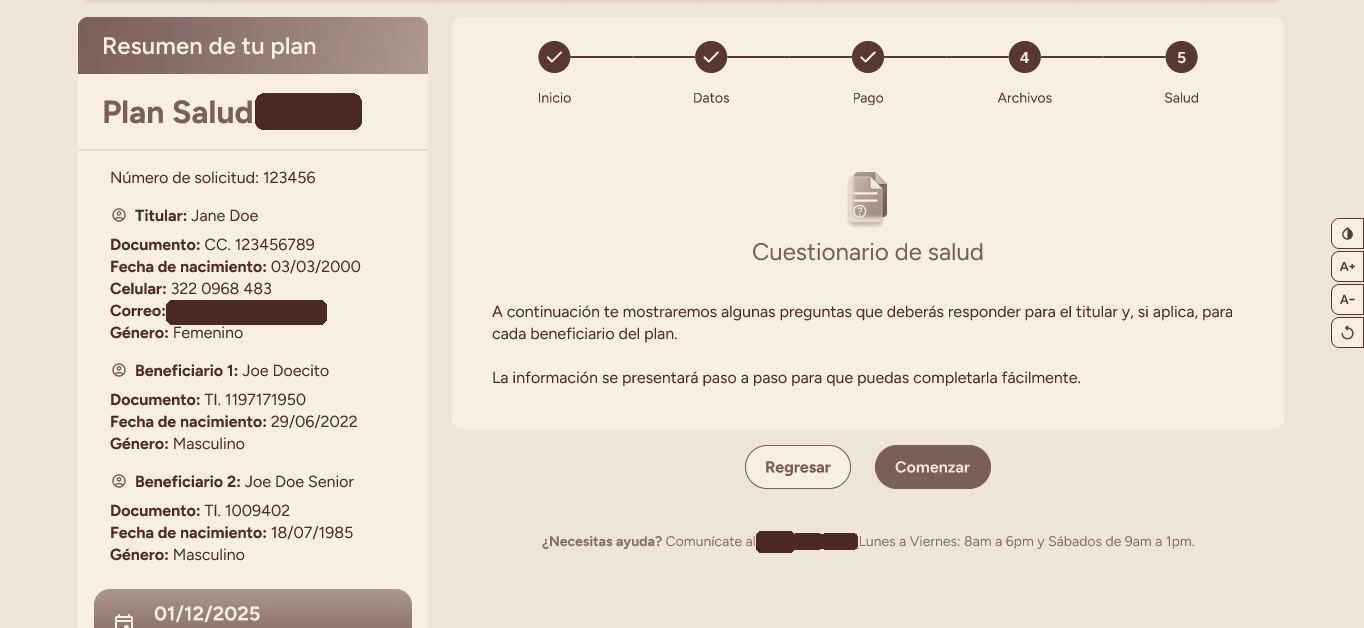 Resumen de tu plan
Plan Salud
Número de solicitud: 123456
Titular: Jane Doe
Documento: CC. 123456789
Fecha de nacimiento: 03/03/2000
Celular: 322 0968 483
Correo:
Género: Femenino
Beneficiario 1: Joe Doecito
Documento: TI. 1197171950
Fecha de nacimiento: 29/06/2022
Género: Masculino
Beneficiario 2: Joe Doe Senior
Documento: TI. 1009402
Fecha de nacimiento: 18/07/1985
Género: Masculino
01/12/2025
4
5
Inicio
Datos
Pago
Archivos
Salud
?
Cuestionario de salud
A continuación te mostraremos algunas preguntas que deberás responder para el titular y, si aplica, para
cada beneficiario del plan.
La información se presentará paso a paso para que puedas completarla fácilmente.
Regresar
Comenzar
¿Necesitas ayuda? Comunícate al Lunes a Viernes: 8am a 6pm y Sábados de 9am a 1pm.
A+
A-